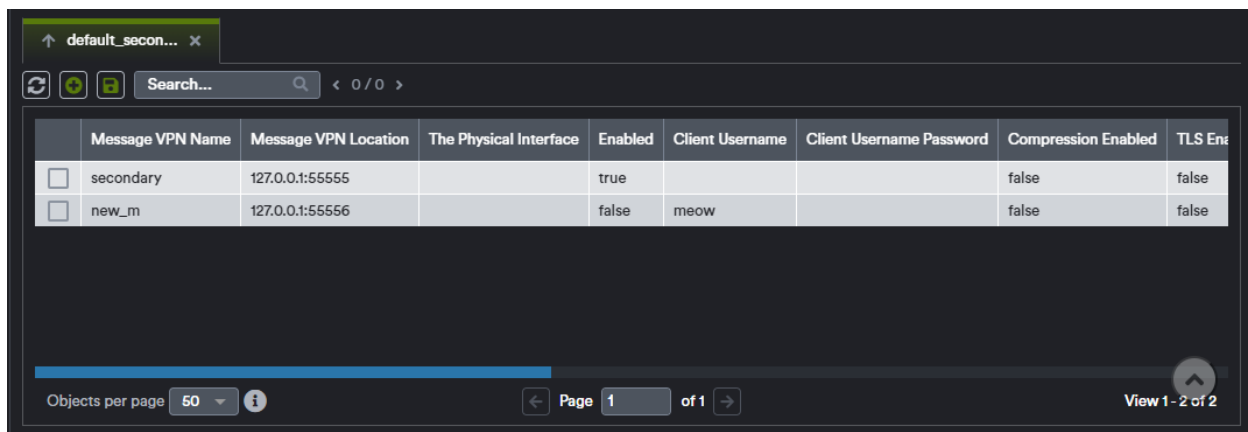 default_secon...
Search... 0/0
Message VPN Name Message VPN Location The Physical Interface Enabled Client Username Client Username Password Compression Enabled TLS Ena
secondary 127.0.0.1:55555 true false false
new_m 127.0.0.1:55556 false meow false false
Objects per page 50 Page 1 of 1 View 1 - 2 of 2